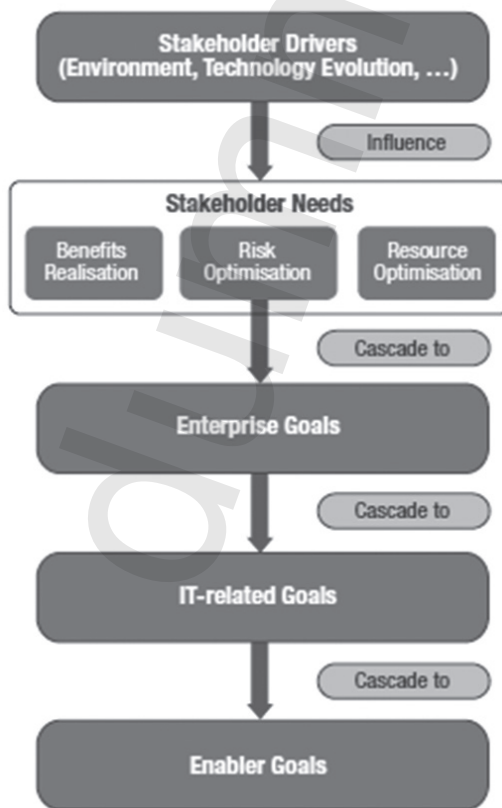 Stakeholder Drivers
(Environment, Technology Evolution, …)
Influence
Stakeholder Needs
Benefits
Realisation
Risk
Optimisation
Resource
Optimisation
Cascade to
Enterprise Goals
Cascade to
IT-related Goals
Cascade to
Enabler Goals